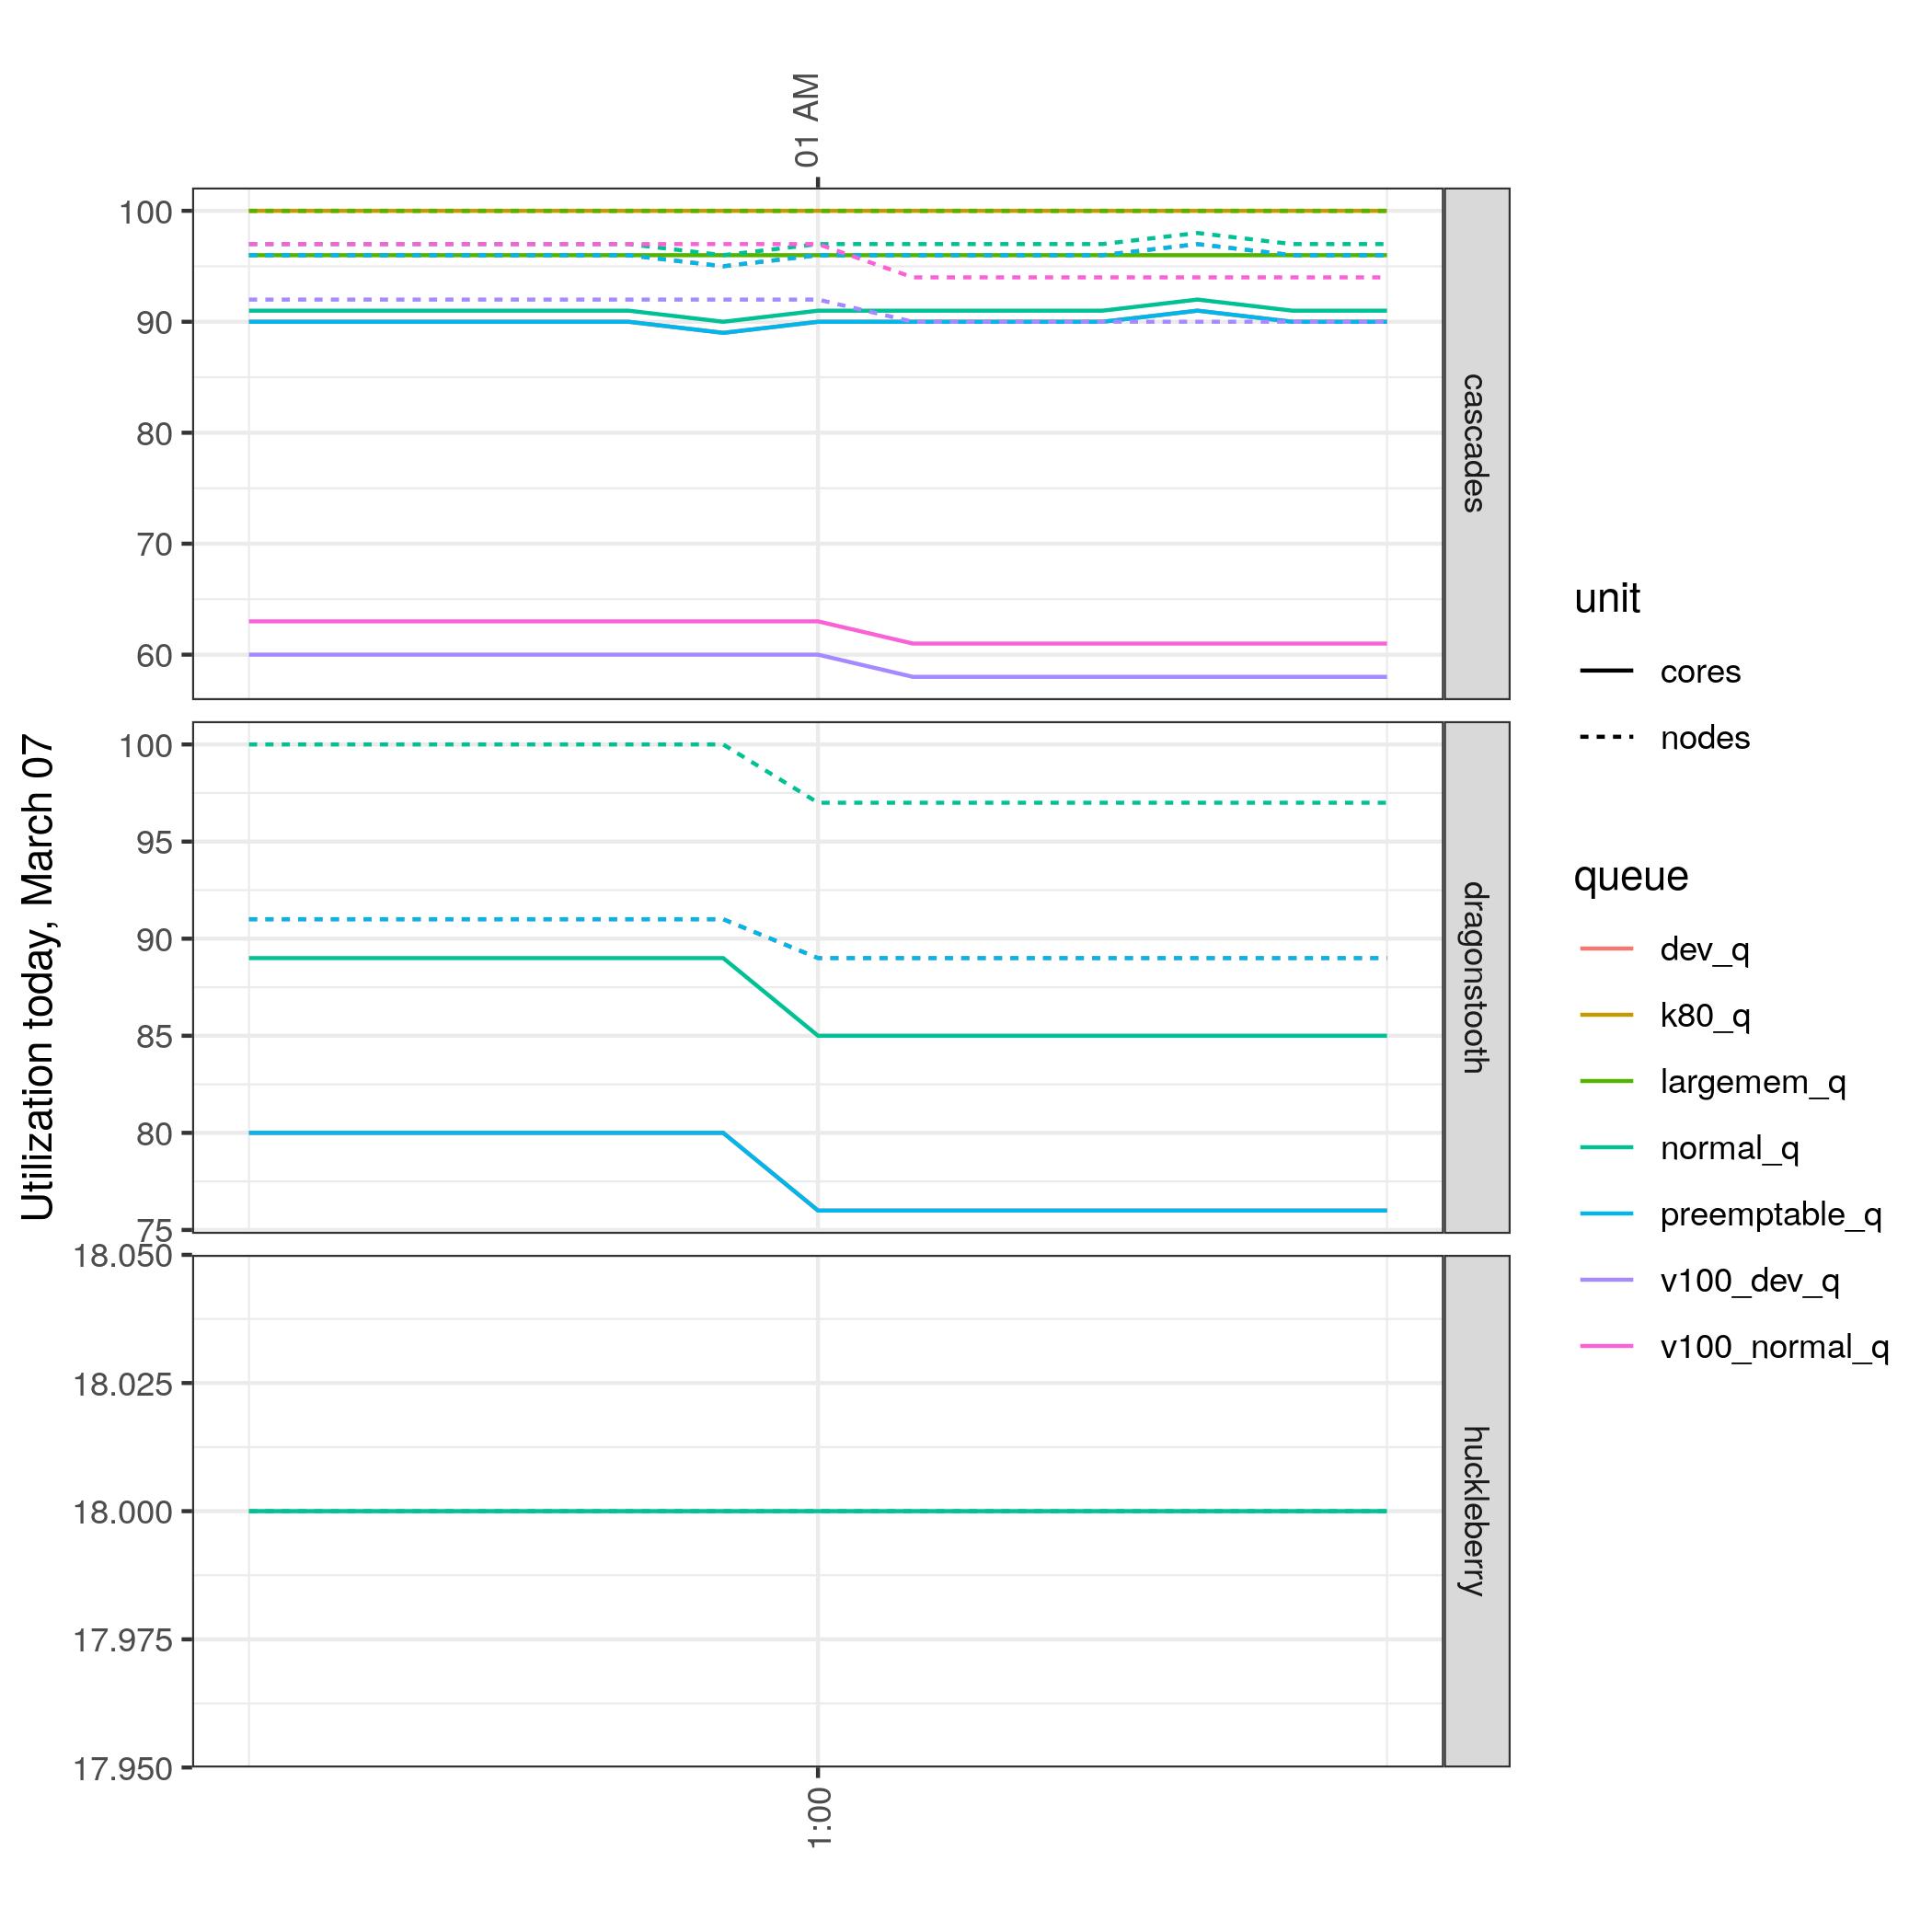 01 AM
100
90
80
70
60
cascades
100
95
90
85
80
75
dragonstooth
18.050
18.025
18.000
17.975
17.950
huckleberry
1:00
Utilization today, March 07
unit
cores
nodes
queue
dev_q
k80_q
largemem_q
normal_q
preemptable_q
v100_dev_q
v100_normal_q